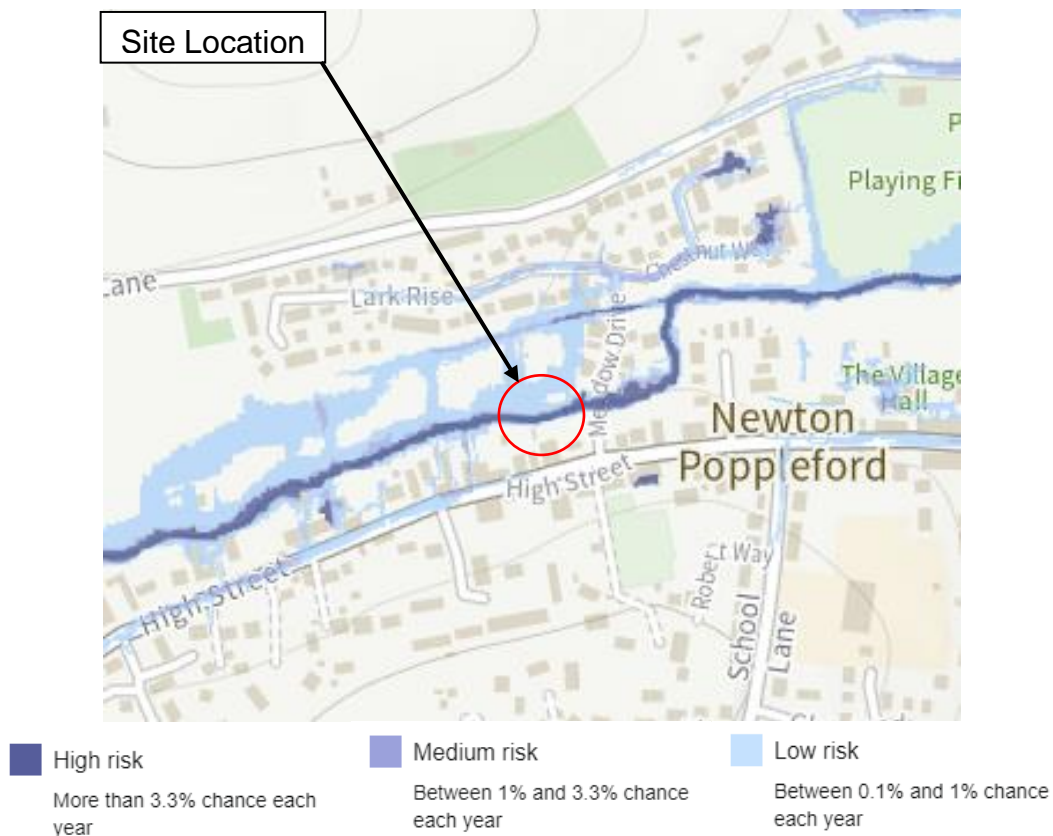 Site Location
P
Playing Fi
Lane
Lark Rise
Chestnut Way
Meadow Drive
The Village
Hall
Newton
Poppleford
High Street
High Street
Robert Way
School
Lane
High risk
More than 3.3% chance each
year
Medium risk
Between 1% and 3.3% chance
each year
Low risk
Between 0.1% and 1% chance
each year